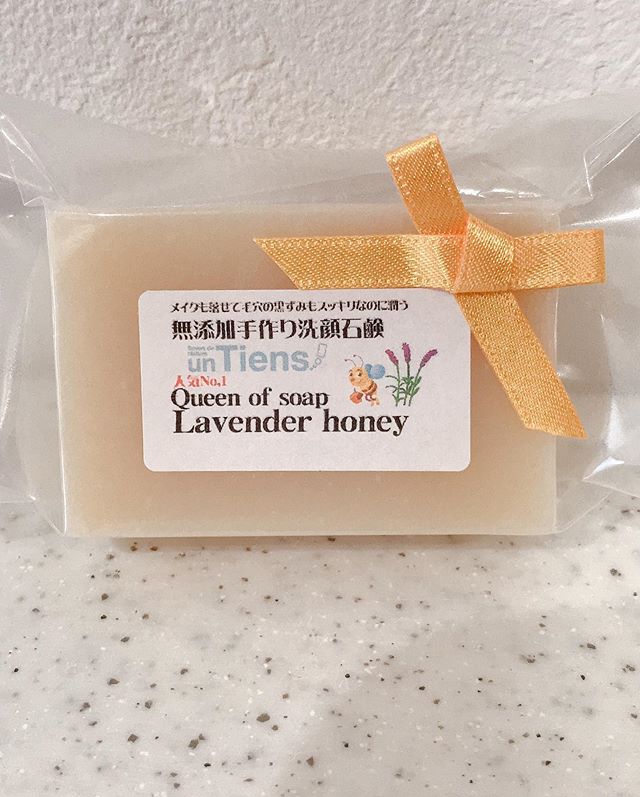 メイクも落せて毛穴の黒ずみもスッキリなのに潤う
無添加手作り洗顔石鹸
un Tiens
人気No,1
Queen of soap
Lavender honey